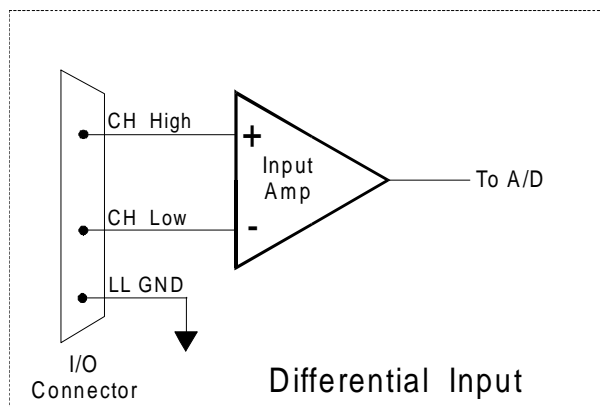 CH High
+
Input
Amp
To A/D
CH Low
-
LL GND
I/O
Connector
Differential Input